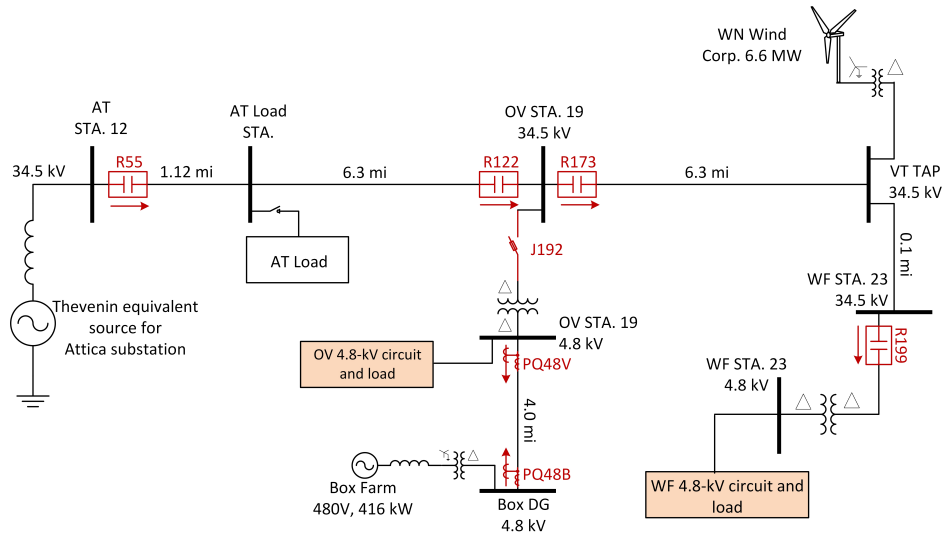 WN Wind
Corp. 6.6 MW
AT
STA. 12
AT Load
STA.
OV STA. 19
34.5 kV
34.5 kV
R55
1.12 mi
6.3 mi
R122
R173
6.3 mi
VT TAP
34.5 kV
J192
AT Load
0.1 mi
WF STA. 23
34.5 kV
Thevenin equivalent
source for
Attica substation
OV STA. 19
4.8 kV
R199
OV 4.8-kV circuit
and load
PQ48V
WF STA. 23
4.8 kV
4.0 mi
PQ48B
Box Farm
480V, 416 kW
Box DG
4.8 kV
WF 4.8-kV circuit and
load